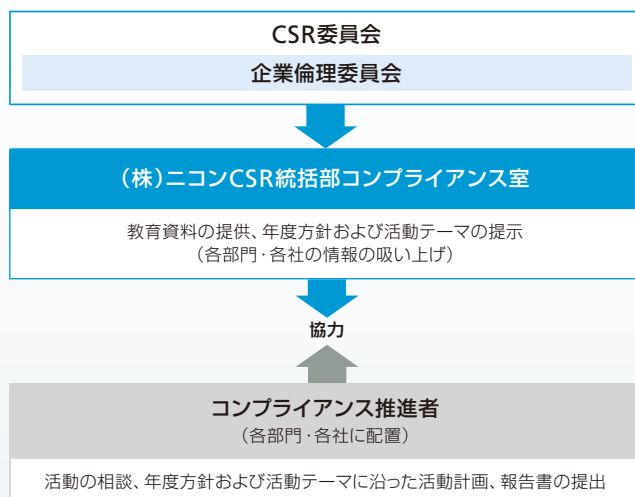 CSR委員会
企業倫理委員会
（株）ニコンCSR統括部コンプライアンス室
教育資料の提供、年度方針および活動テーマの提示
（各部門・各社の情報の吸い上げ）
協力
コンプライアンス推進者
（各部門・各社に配置）
活動の相談、年度方針および活動テーマに沿った活動計画、報告書の提出